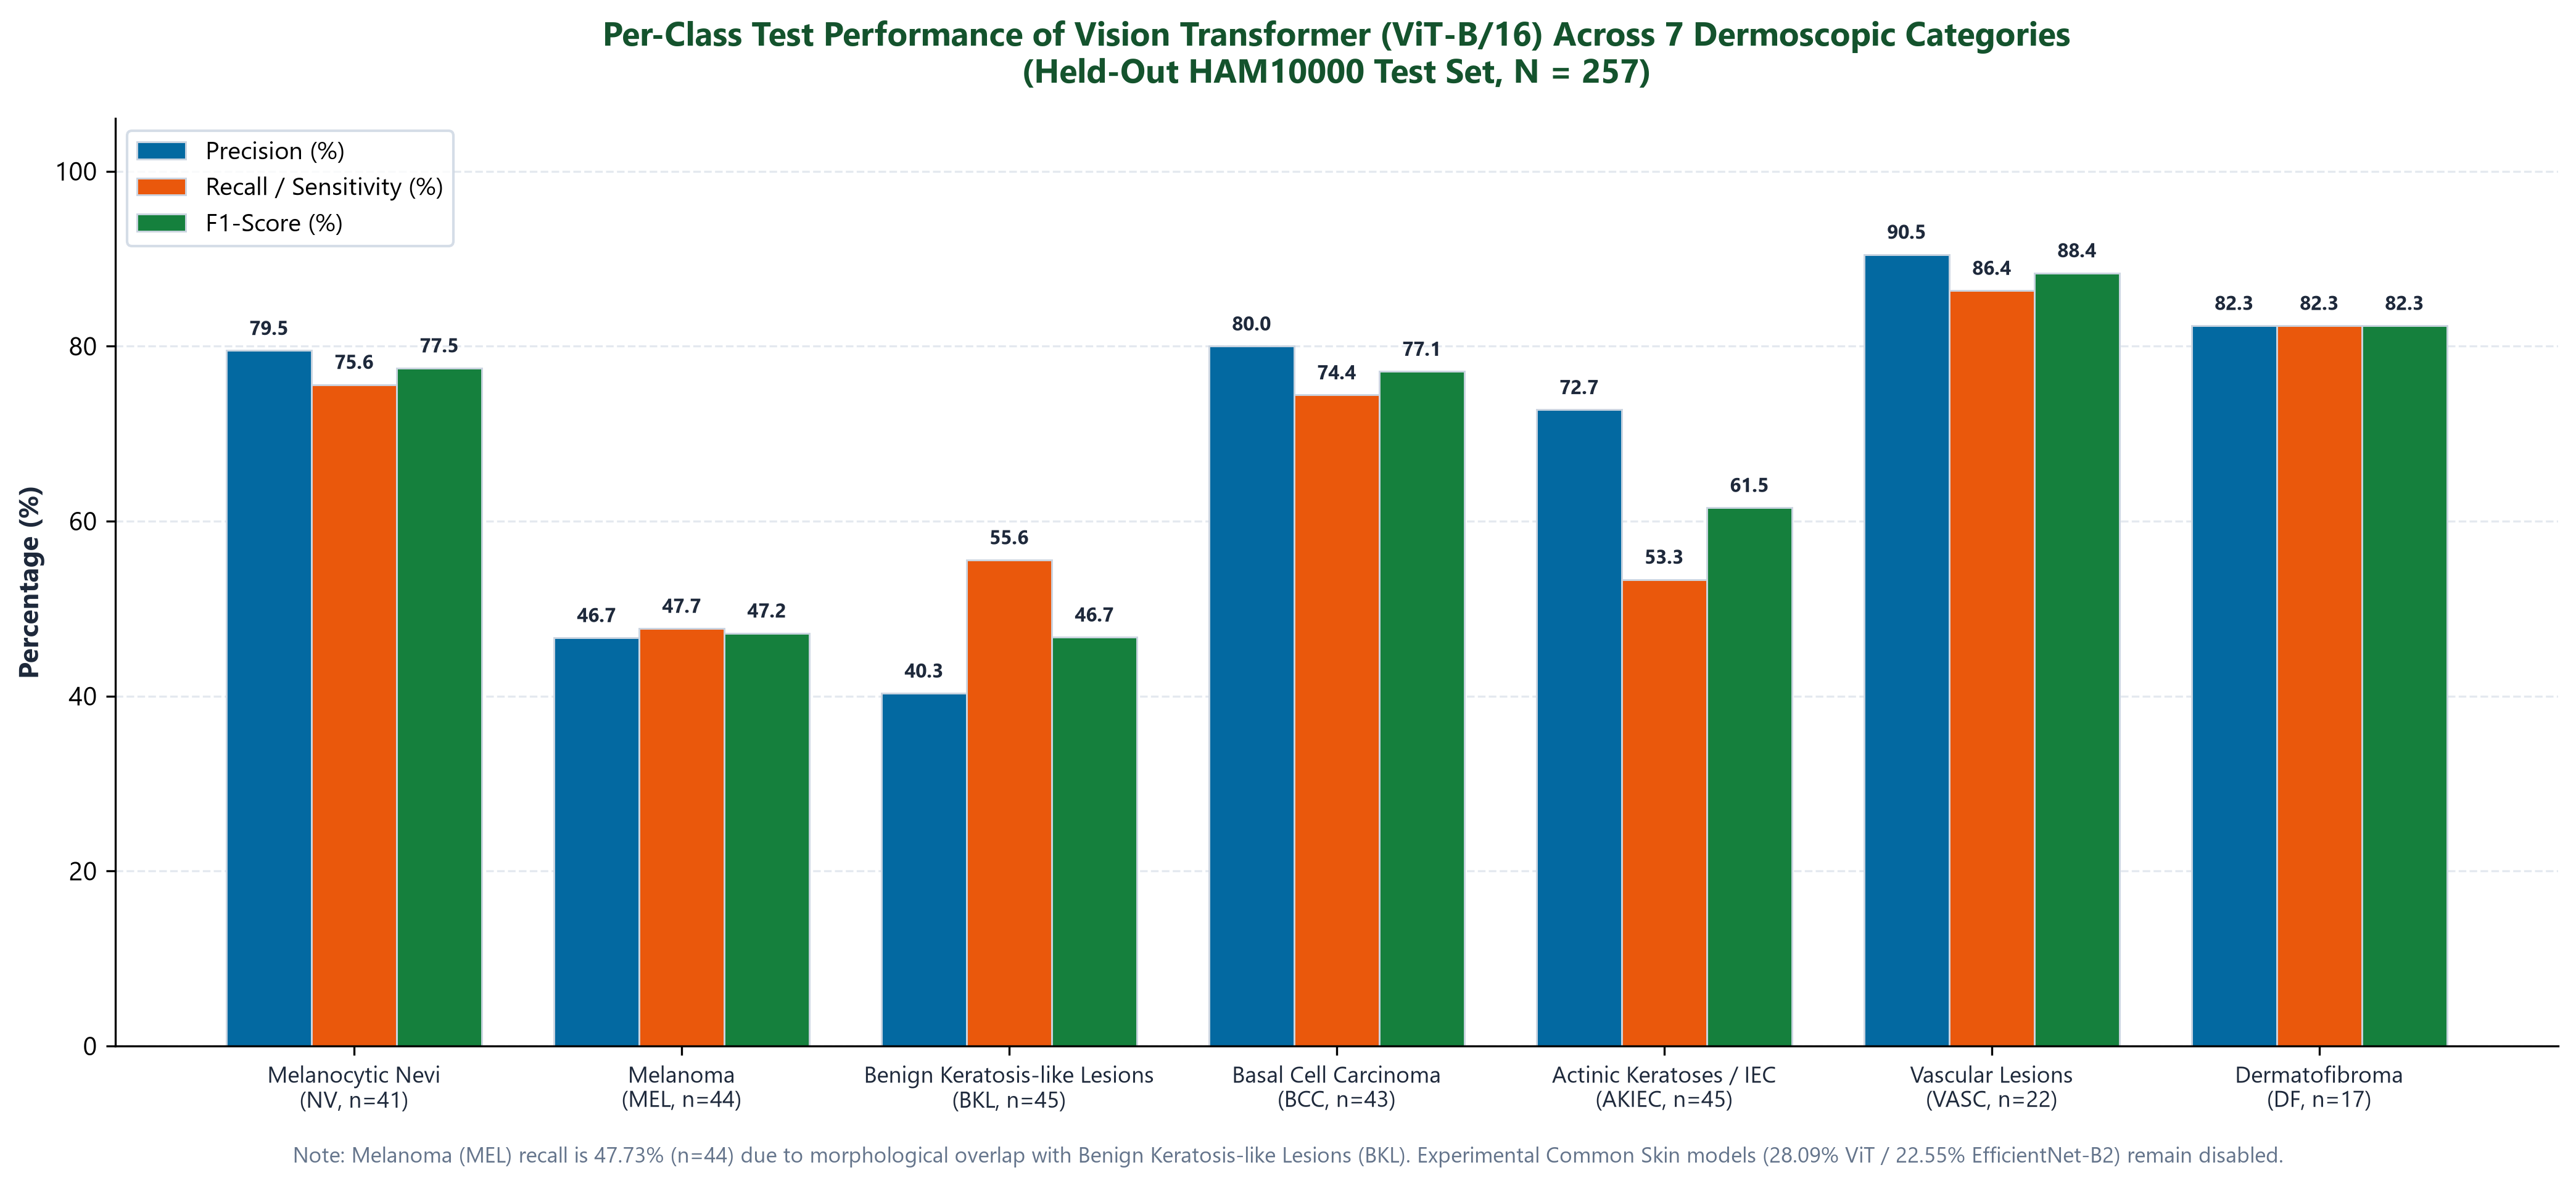 Per-Class Test Performance of Vision Transformer (ViT-B/16) Across 7 Dermoscopic Categories
(Held-Out HAM10000 Test Set, N = 257)
Precision (%)
Recall / Sensitivity (%)
F1-Score (%)
Percentage (%)
100
80
60
40
20
0
79.5
75.6
77.5
46.7
47.7
47.2
40.3
55.6
46.7
80.0
74.4
77.1
72.7
53.3
61.5
90.5
86.4
88.4
82.3
82.3
82.3
Melanocytic Nevi
(NV, n=41)
Melanoma
(MEL, n=44)
Benign Keratosis-like Lesions
(BKL, n=45)
Basal Cell Carcinoma
(BCC, n=43)
Actinic Keratoses / IEC
(AKIEC, n=45)
Vascular Lesions
(VASC, n=22)
Dermatofibroma
(DF, n=17)
Note: Melanoma (MEL) recall is 47.73% (n=44) due to morphological overlap with Benign Keratosis-like Lesions (BKL). Experimental Common Skin models (28.09% ViT / 22.55% EfficientNet-B2) remain disabled.